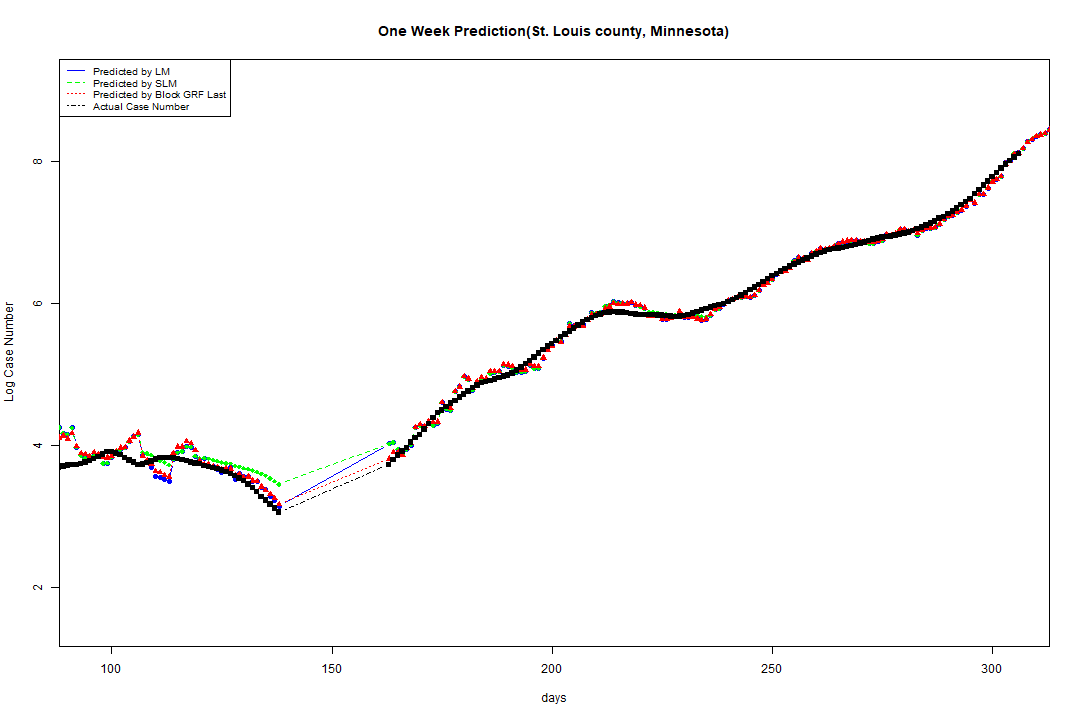 One Week Prediction(St. Louis county, Minnesota)
Predicted by LM
Predicted by SLM
Predicted by Block GRF Last
Actual Case Number
8
6
4
2
Log Case Number
100 150 200 250 300
days